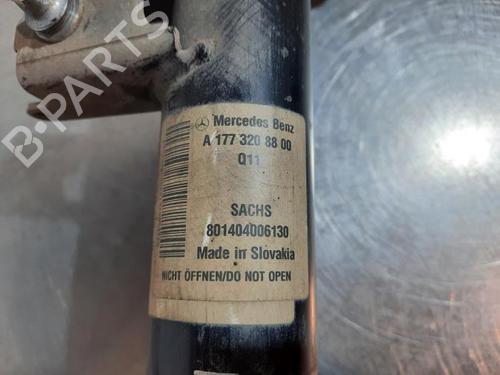 B-PARTS
Mercedes Benz
A 177 320 88 00
Q11
SACHS
801404006130
Made in Slovakia
NICHT ÖFFNEN/DO NOT OPEN